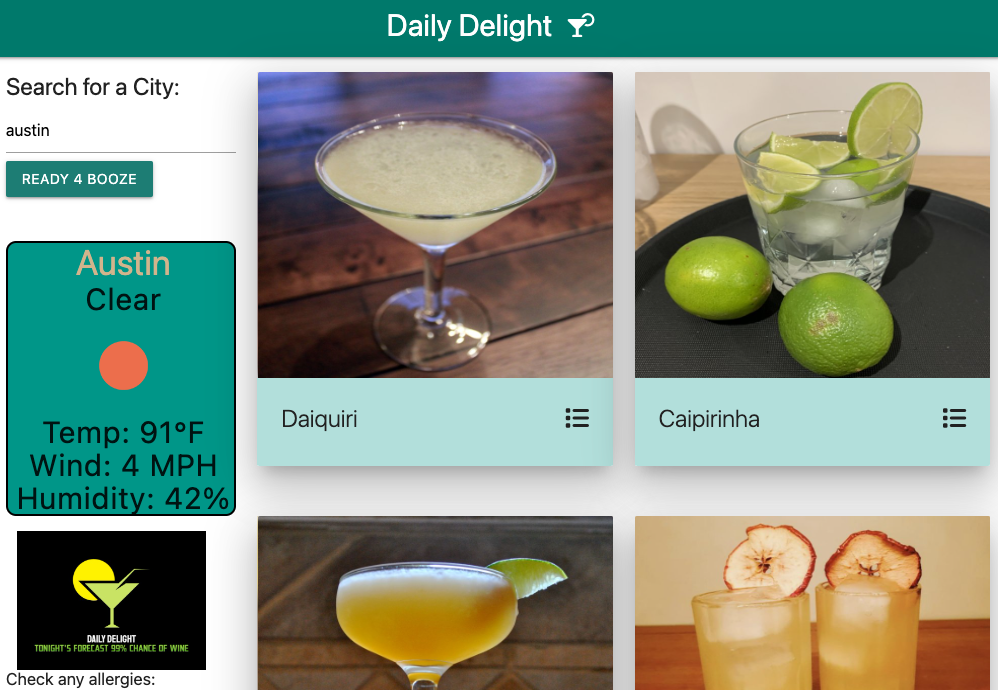 Daily Delight
Search for a City:
austin
READY 4 BOOZE
Austin
Clear
Temp: 91°F
Wind: 4 MPH
Humidity: 42%
DAILY DELIGHT
TONIGHT'S FORECAST 99% CHANCE OF WINE
Check any allergies:
Daiquiri
Caipirinha